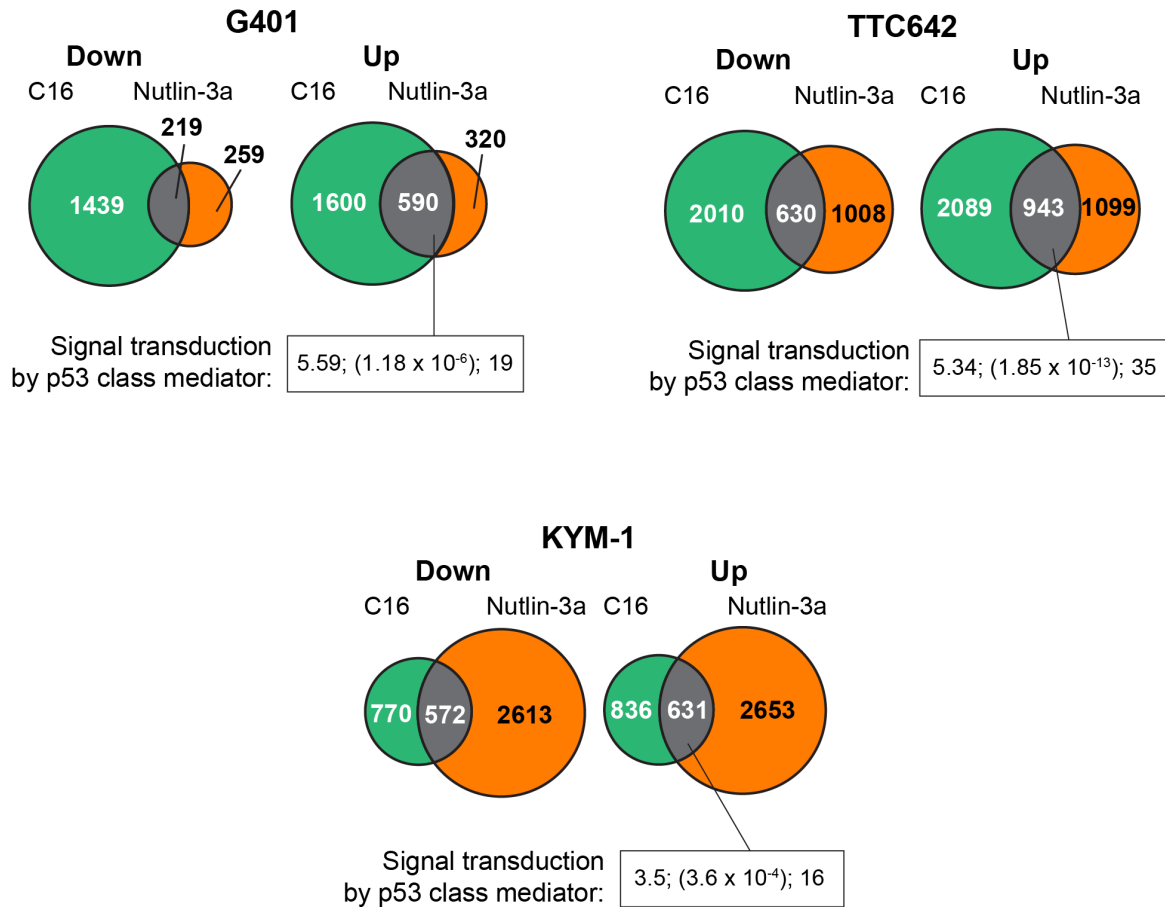 G401
Down
Up
C16
Nutlin-3a
C16
Nutlin-3a
219
259
1439
320
1600
590
Signal transduction
by p53 class mediator:
5.59; (1.18 x 10⁻⁶); 19
TTC642
Down
Up
C16
Nutlin-3a
C16
Nutlin-3a
2010
630
1008
2089
943
1099
Signal transduction
by p53 class mediator:
5.34; (1.85 x 10⁻¹³); 35
KYM-1
Down
Up
C16
Nutlin-3a
C16
Nutlin-3a
770
572
2613
836
631
2653
Signal transduction
by p53 class mediator:
3.5; (3.6 x 10⁻⁴); 16